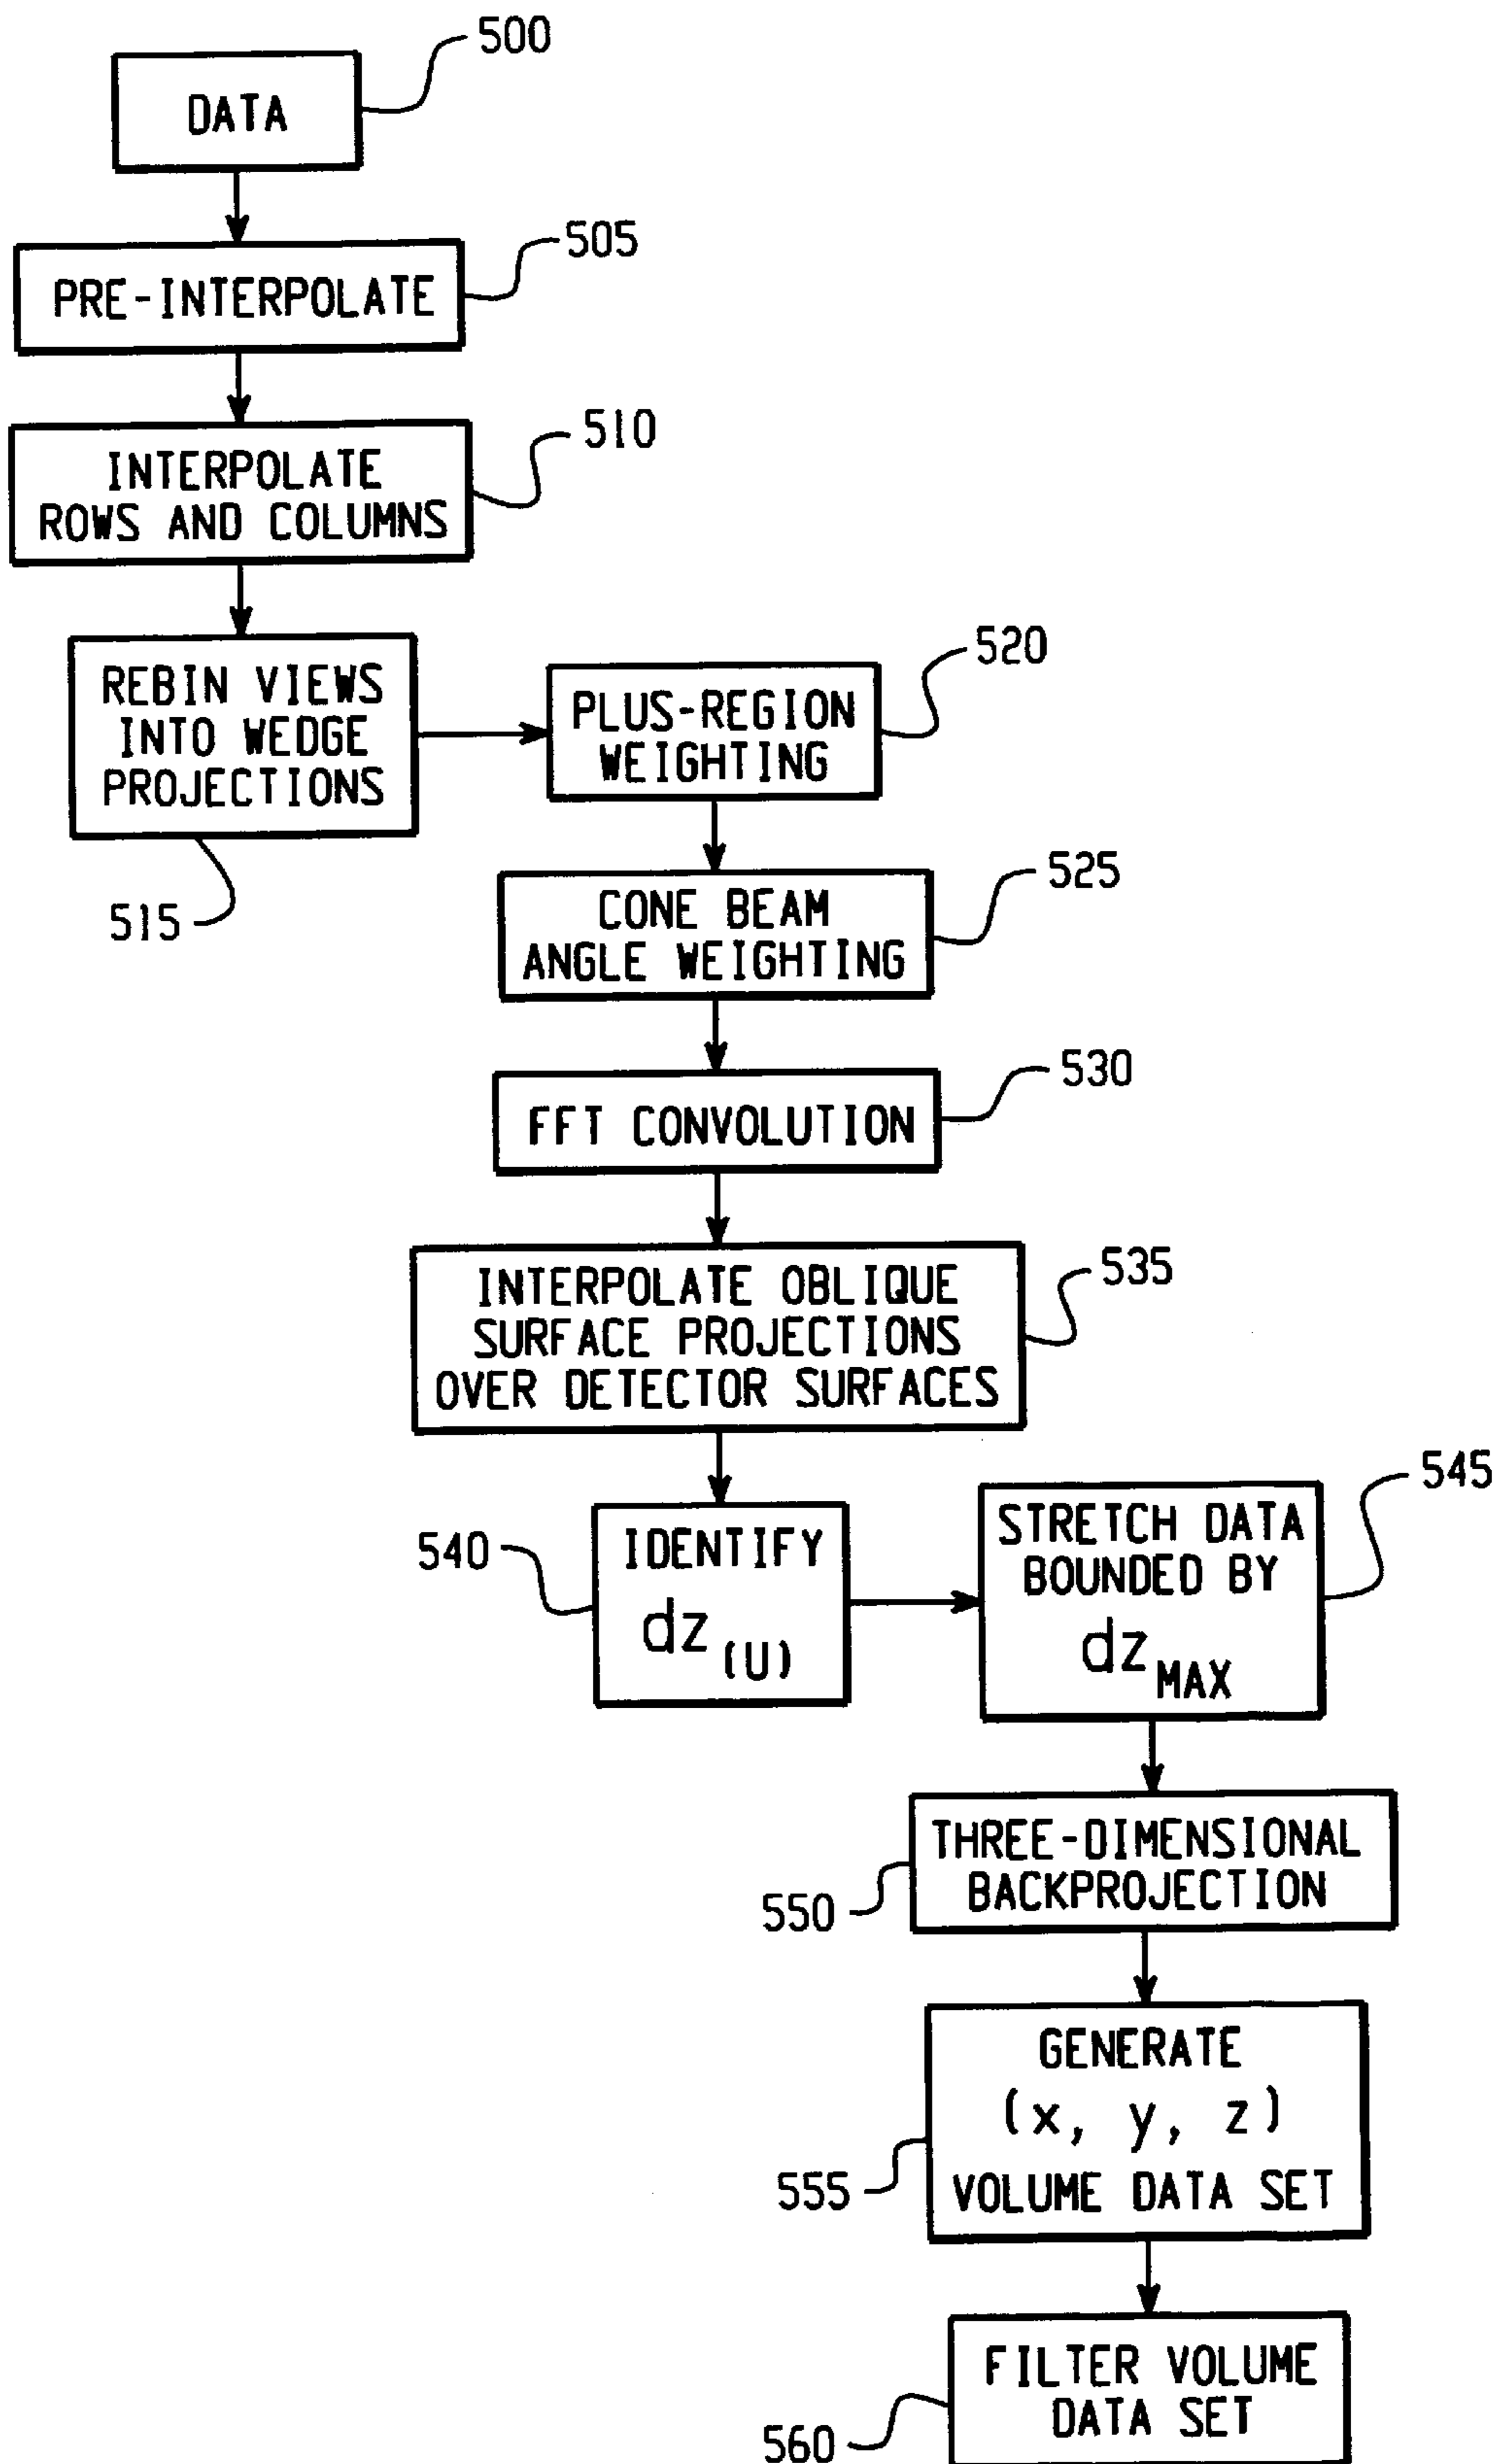 500
DATA
505
PRE-INTERPOLATE
510
INTERPOLATE
ROWS AND COLUMNS
REBIN VIEWS
INTO WEDGE
PROJECTIONS
515
520
PLUS-REGION
WEIGHTING
525
CONE BEAM
ANGLE WEIGHTING
530
FFT CONVOLUTION
535
INTERPOLATE OBLIQUE
SURFACE PROJECTIONS
OVER DETECTOR SURFACES
540
IDENTIFY
dz(U)
545
STRETCH DATA
BOUNDED BY
dzMAX
THREE-DIMENSIONAL
BACKPROJECTION
550
GENERATE
(x, y, z)
VOLUME DATA SET
555
FILTER VOLUME
DATA SET
560